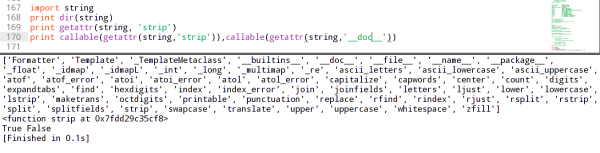 167 import string
168 print dir(string)
169 print getattr(string, 'strip')
170 print callable(getattr(string,'strip')),callable(getattr(string,'__doc__'))
171
['Formatter', 'Template', '_TemplateMetaclass', '__builtins__', '__doc__', '__file__', '__name__', '__package__',
'_float', '_idmap', '_idmapL', '_int', '_long', '_multimap', '_re', 'ascii_letters', 'ascii_lowercase', 'ascii_uppercase',
'atof', 'atof_error', 'atoi', 'atoi_error', 'atol', 'atol_error', 'capitalize', 'capwords', 'center', 'count', 'digits',
'expandtabs', 'find', 'hexdigits', 'index', 'index_error', 'join', 'joinfields', 'letters', 'ljust', 'lower', 'lowercase',
'lstrip', 'maketrans', 'octdigits', 'printable', 'punctuation', 'replace', 'rfind', 'rindex', 'rjust', 'rsplit', 'rstrip',
'split', 'splitfields', 'strip', 'swapcase', 'translate', 'upper', 'uppercase', 'whitespace', 'zfill']
<function strip at 0x7fdd29c35cf8>
True False
[Finished in 0.1s]